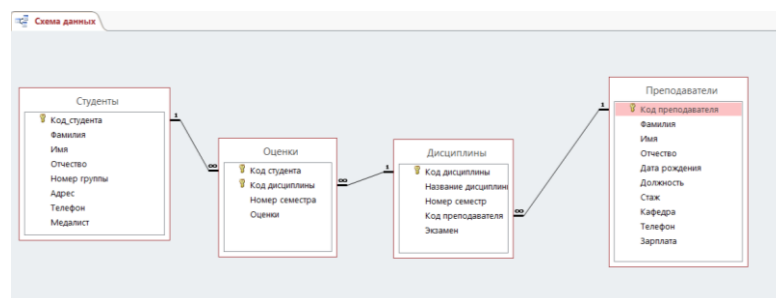 Схема данных
Студенты
Код_студента
Фамилия
Имя
Отчество
Номер группы
Адрес
Телефон
Медалист
1
∞
Оценки
Код студента
Код дисциплины
Номер семестра
Оценки
∞
1
Дисциплины
Код дисциплины
Название дисциплин
Номер семестр
Код преподавателя
Экзамен
∞
1
Преподаватели
Код преподавателя
Фамилия
Имя
Отчество
Дата рождения
Должность
Стаж
Кафедра
Телефон
Зарплата